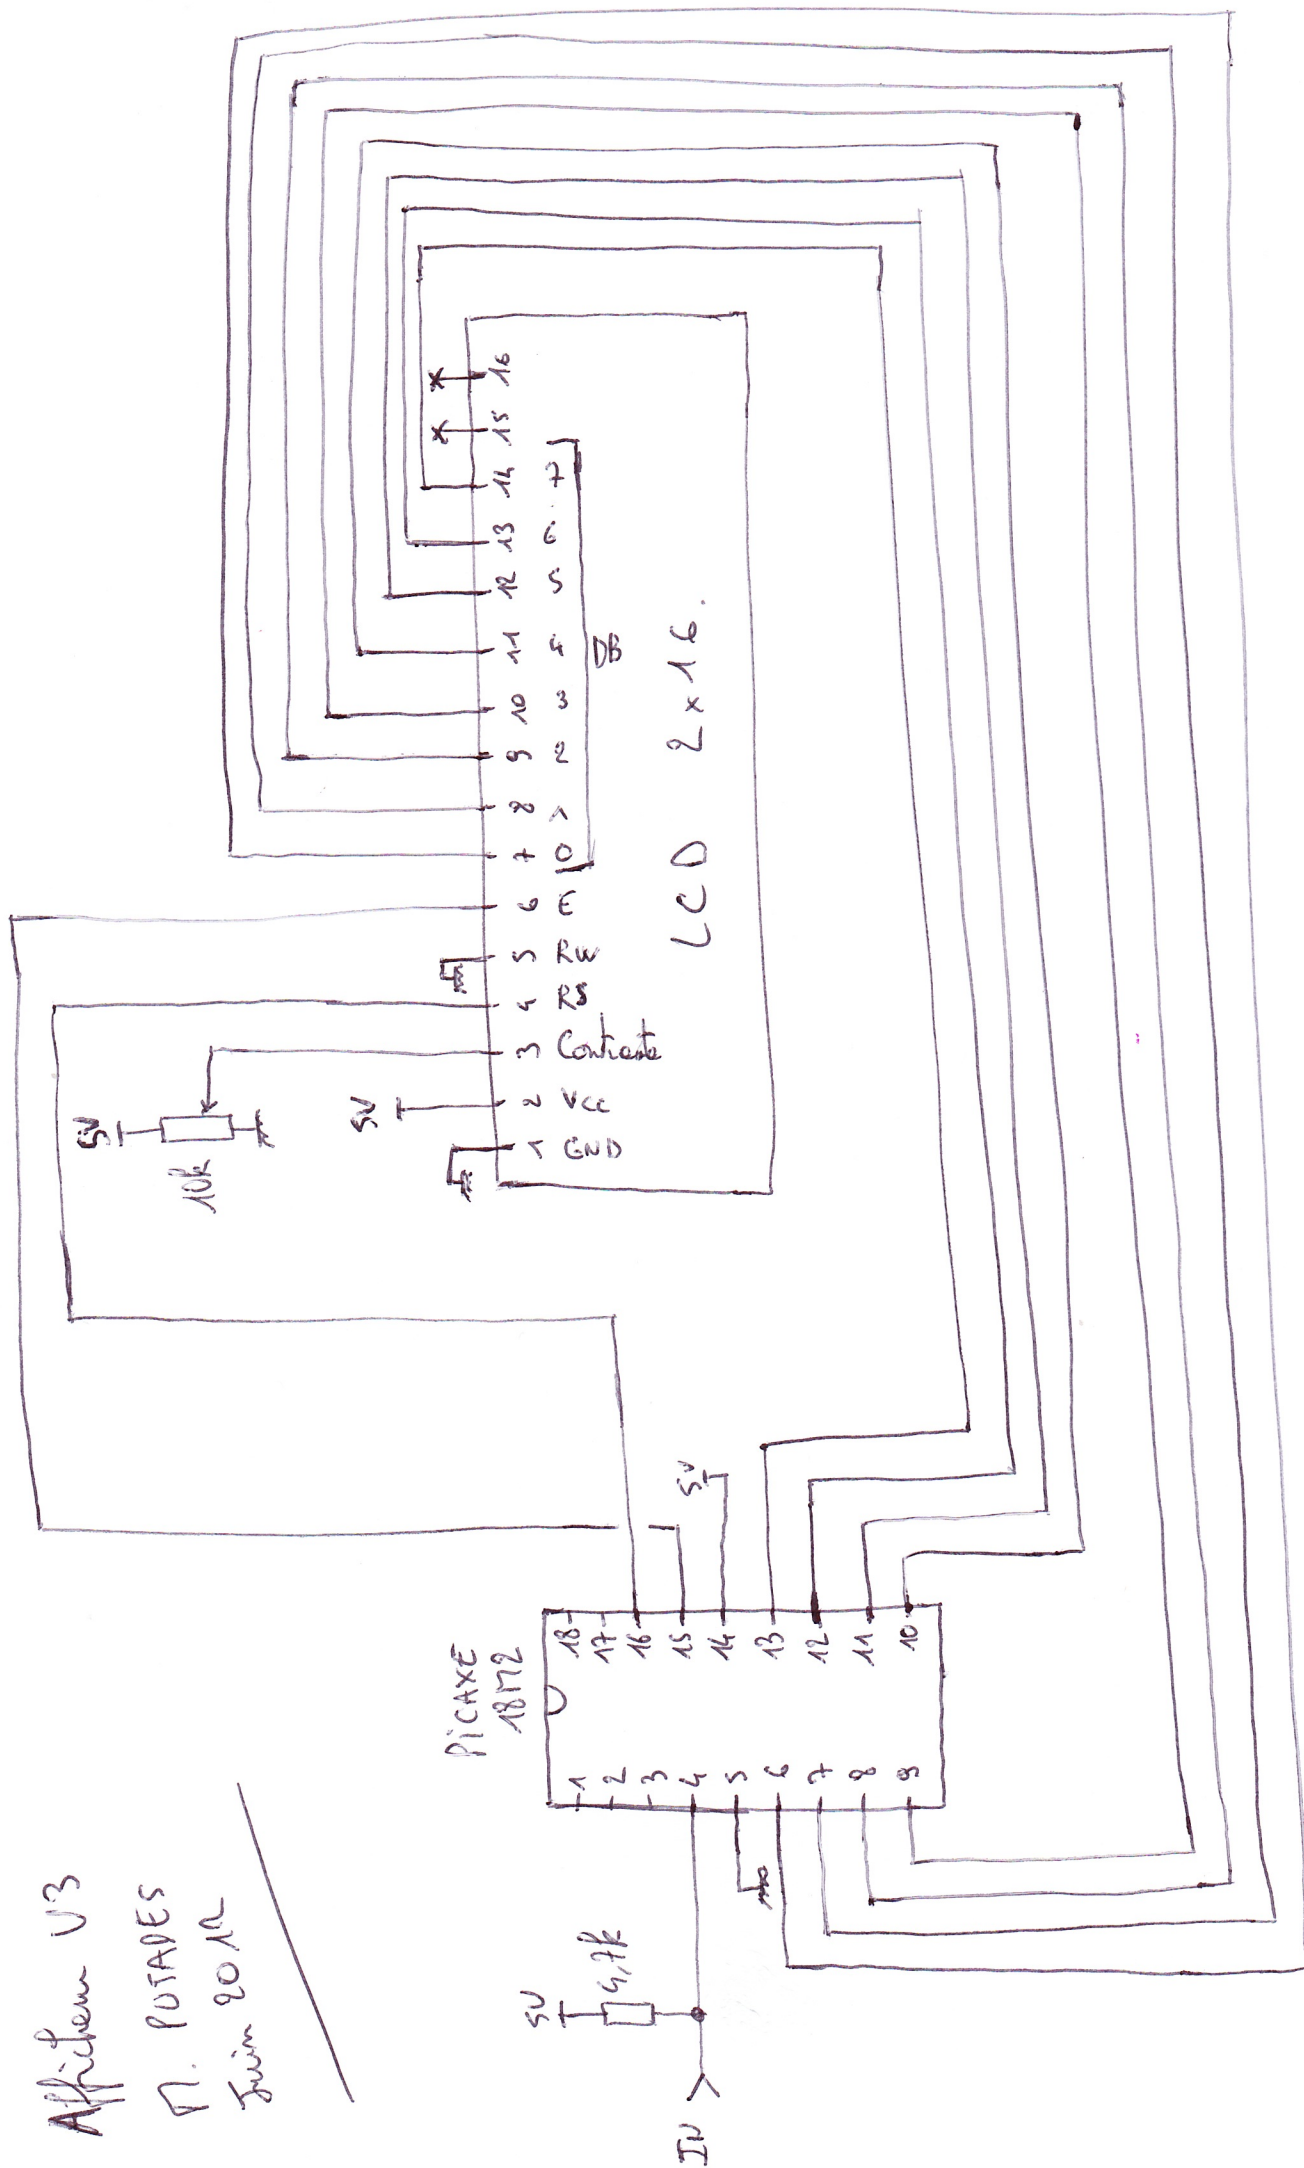 Afficheur V3
M. POTADES
Juin 2012
IN
5V
4,7k
PICAXE
18M2
1 2 3 4 5 6 7 8 9
18 17 16 15 14 13 12 11 10
5V
5V
10k
5V
1 2 3 4 5 6 7 8 9 10 11 12 13 14 15 16
GND
Vcc
Contraste
RS
RW
E
0 1 2 3 4 5 6 7
DB
LCD 2x16.